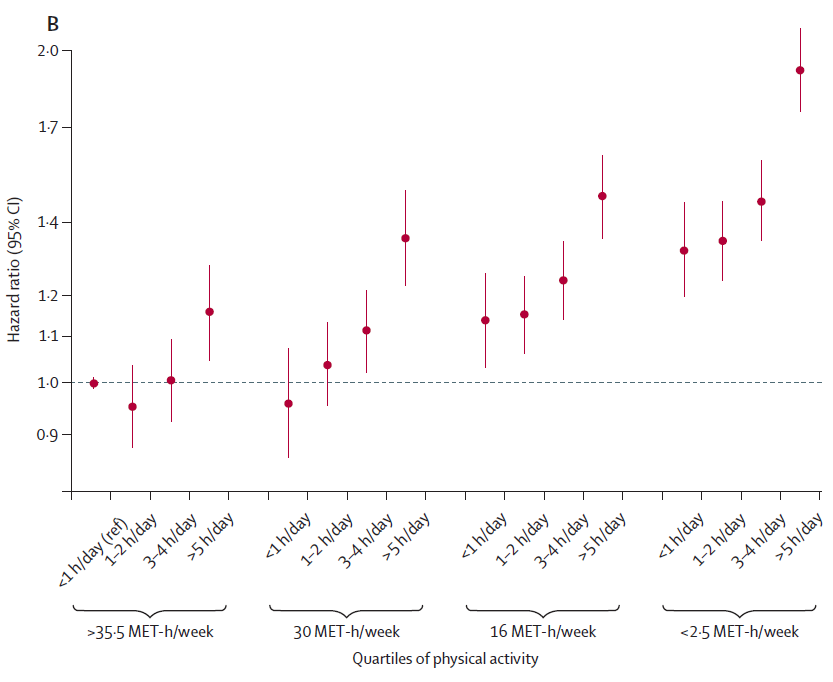 B
Hazard ratio (95% CI)
2·0
1·7
1·4
1·2
1·1
1·0
0·9
<1 h/day (ref)
1–2 h/day
3–4 h/day
>5 h/day
<1 h/day
1–2 h/day
3–4 h/day
>5 h/day
<1 h/day
1–2 h/day
3–4 h/day
>5 h/day
<1 h/day
1–2 h/day
3–4 h/day
>5 h/day
>35·5 MET-h/week
30 MET-h/week
16 MET-h/week
<2·5 MET-h/week
Quartiles of physical activity